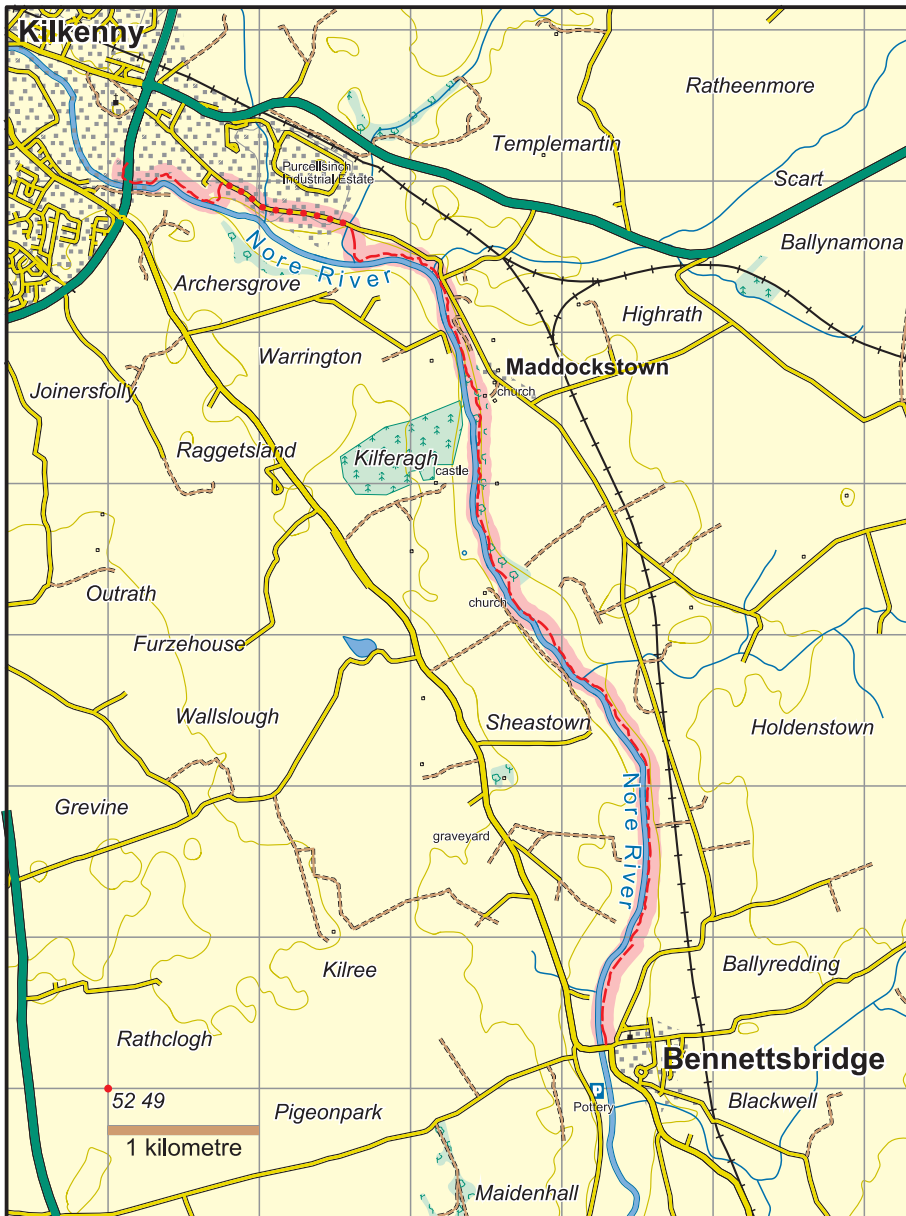 Kilkenny
Ratheenmore
Templemartin
Purcellsinch
Industrial Estate
Scart
Ballynamona
Nore River
Archersgrove
Highrath
Warrington
Maddockstown
Joinersfolly
church
Raggetsland
Kilferagh
castle
Outrath
church
Furzehouse
Wallslough
Sheastown
Holdenstown
Grevine
Nore River
graveyard
Kilree
Ballyredding
Rathclogh
Bennettsbridge
52 49
Pigeonpark
P
Pottery
Blackwell
1 kilometre
Maidenhall